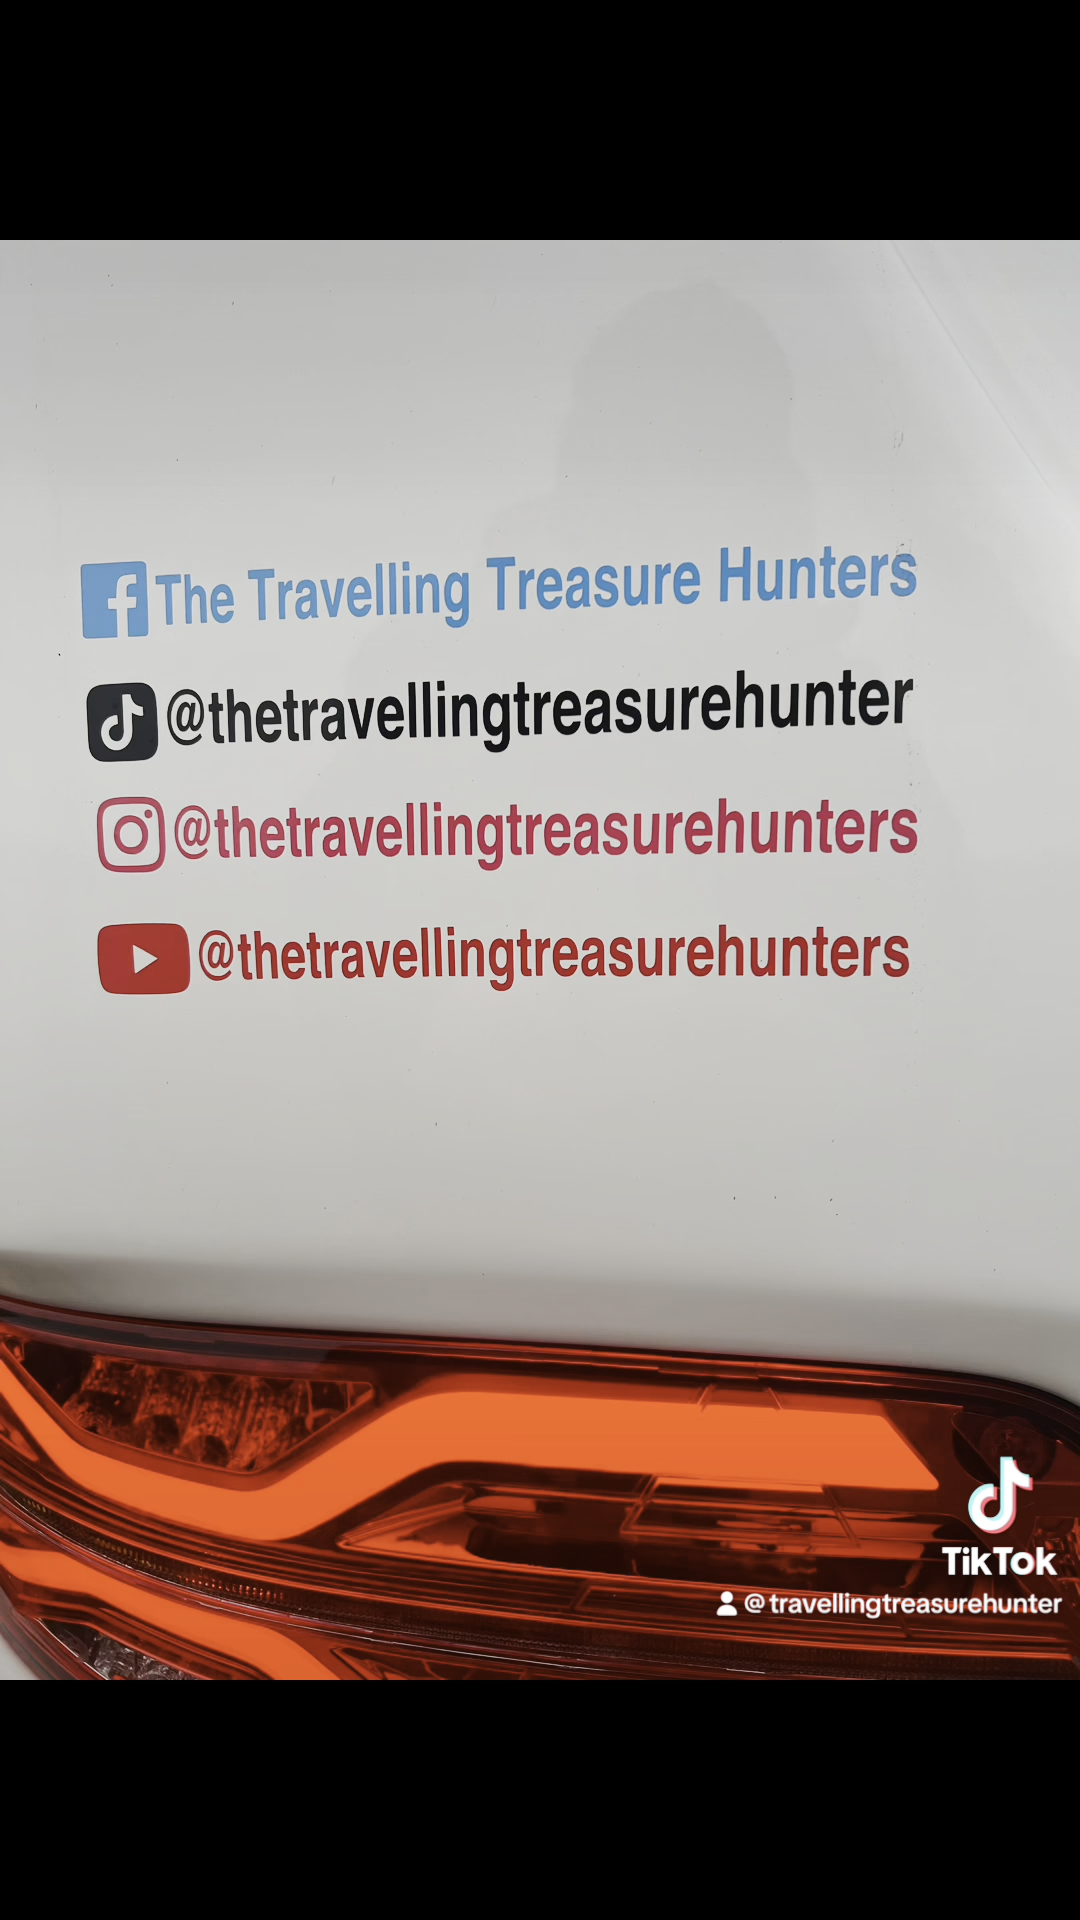 The Travelling Treasure Hunters
@thetravellingtreasurehunter
@thetravellingtreasurehunters
@thetravellingtreasurehunters
TikTok
@travellingtreasurehunter